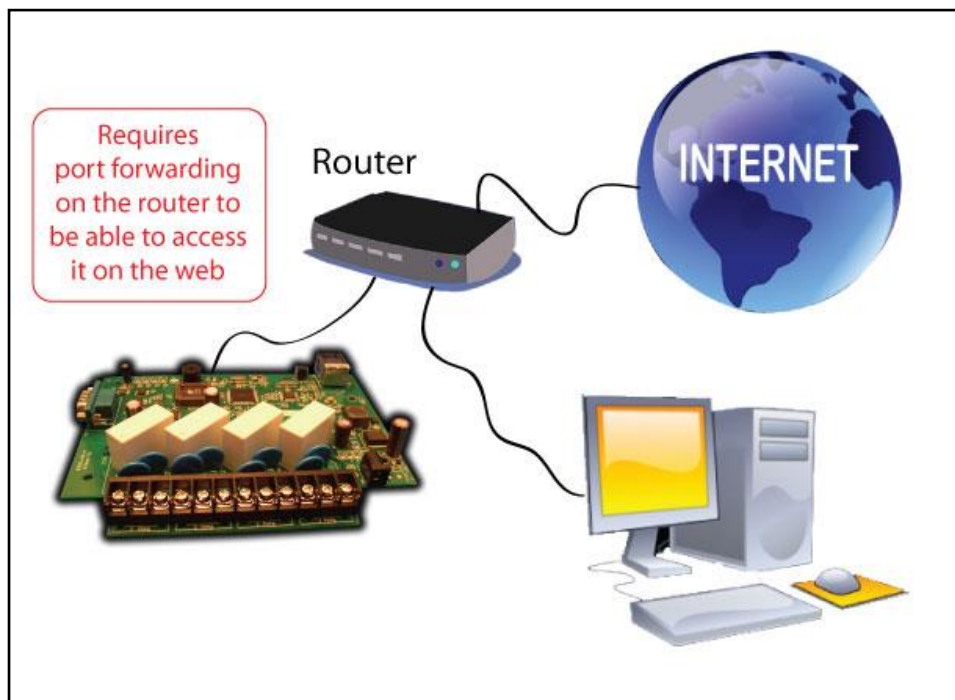 Requires
port forwarding
on the router to
be able to access
it on the web
Router
INTERNET